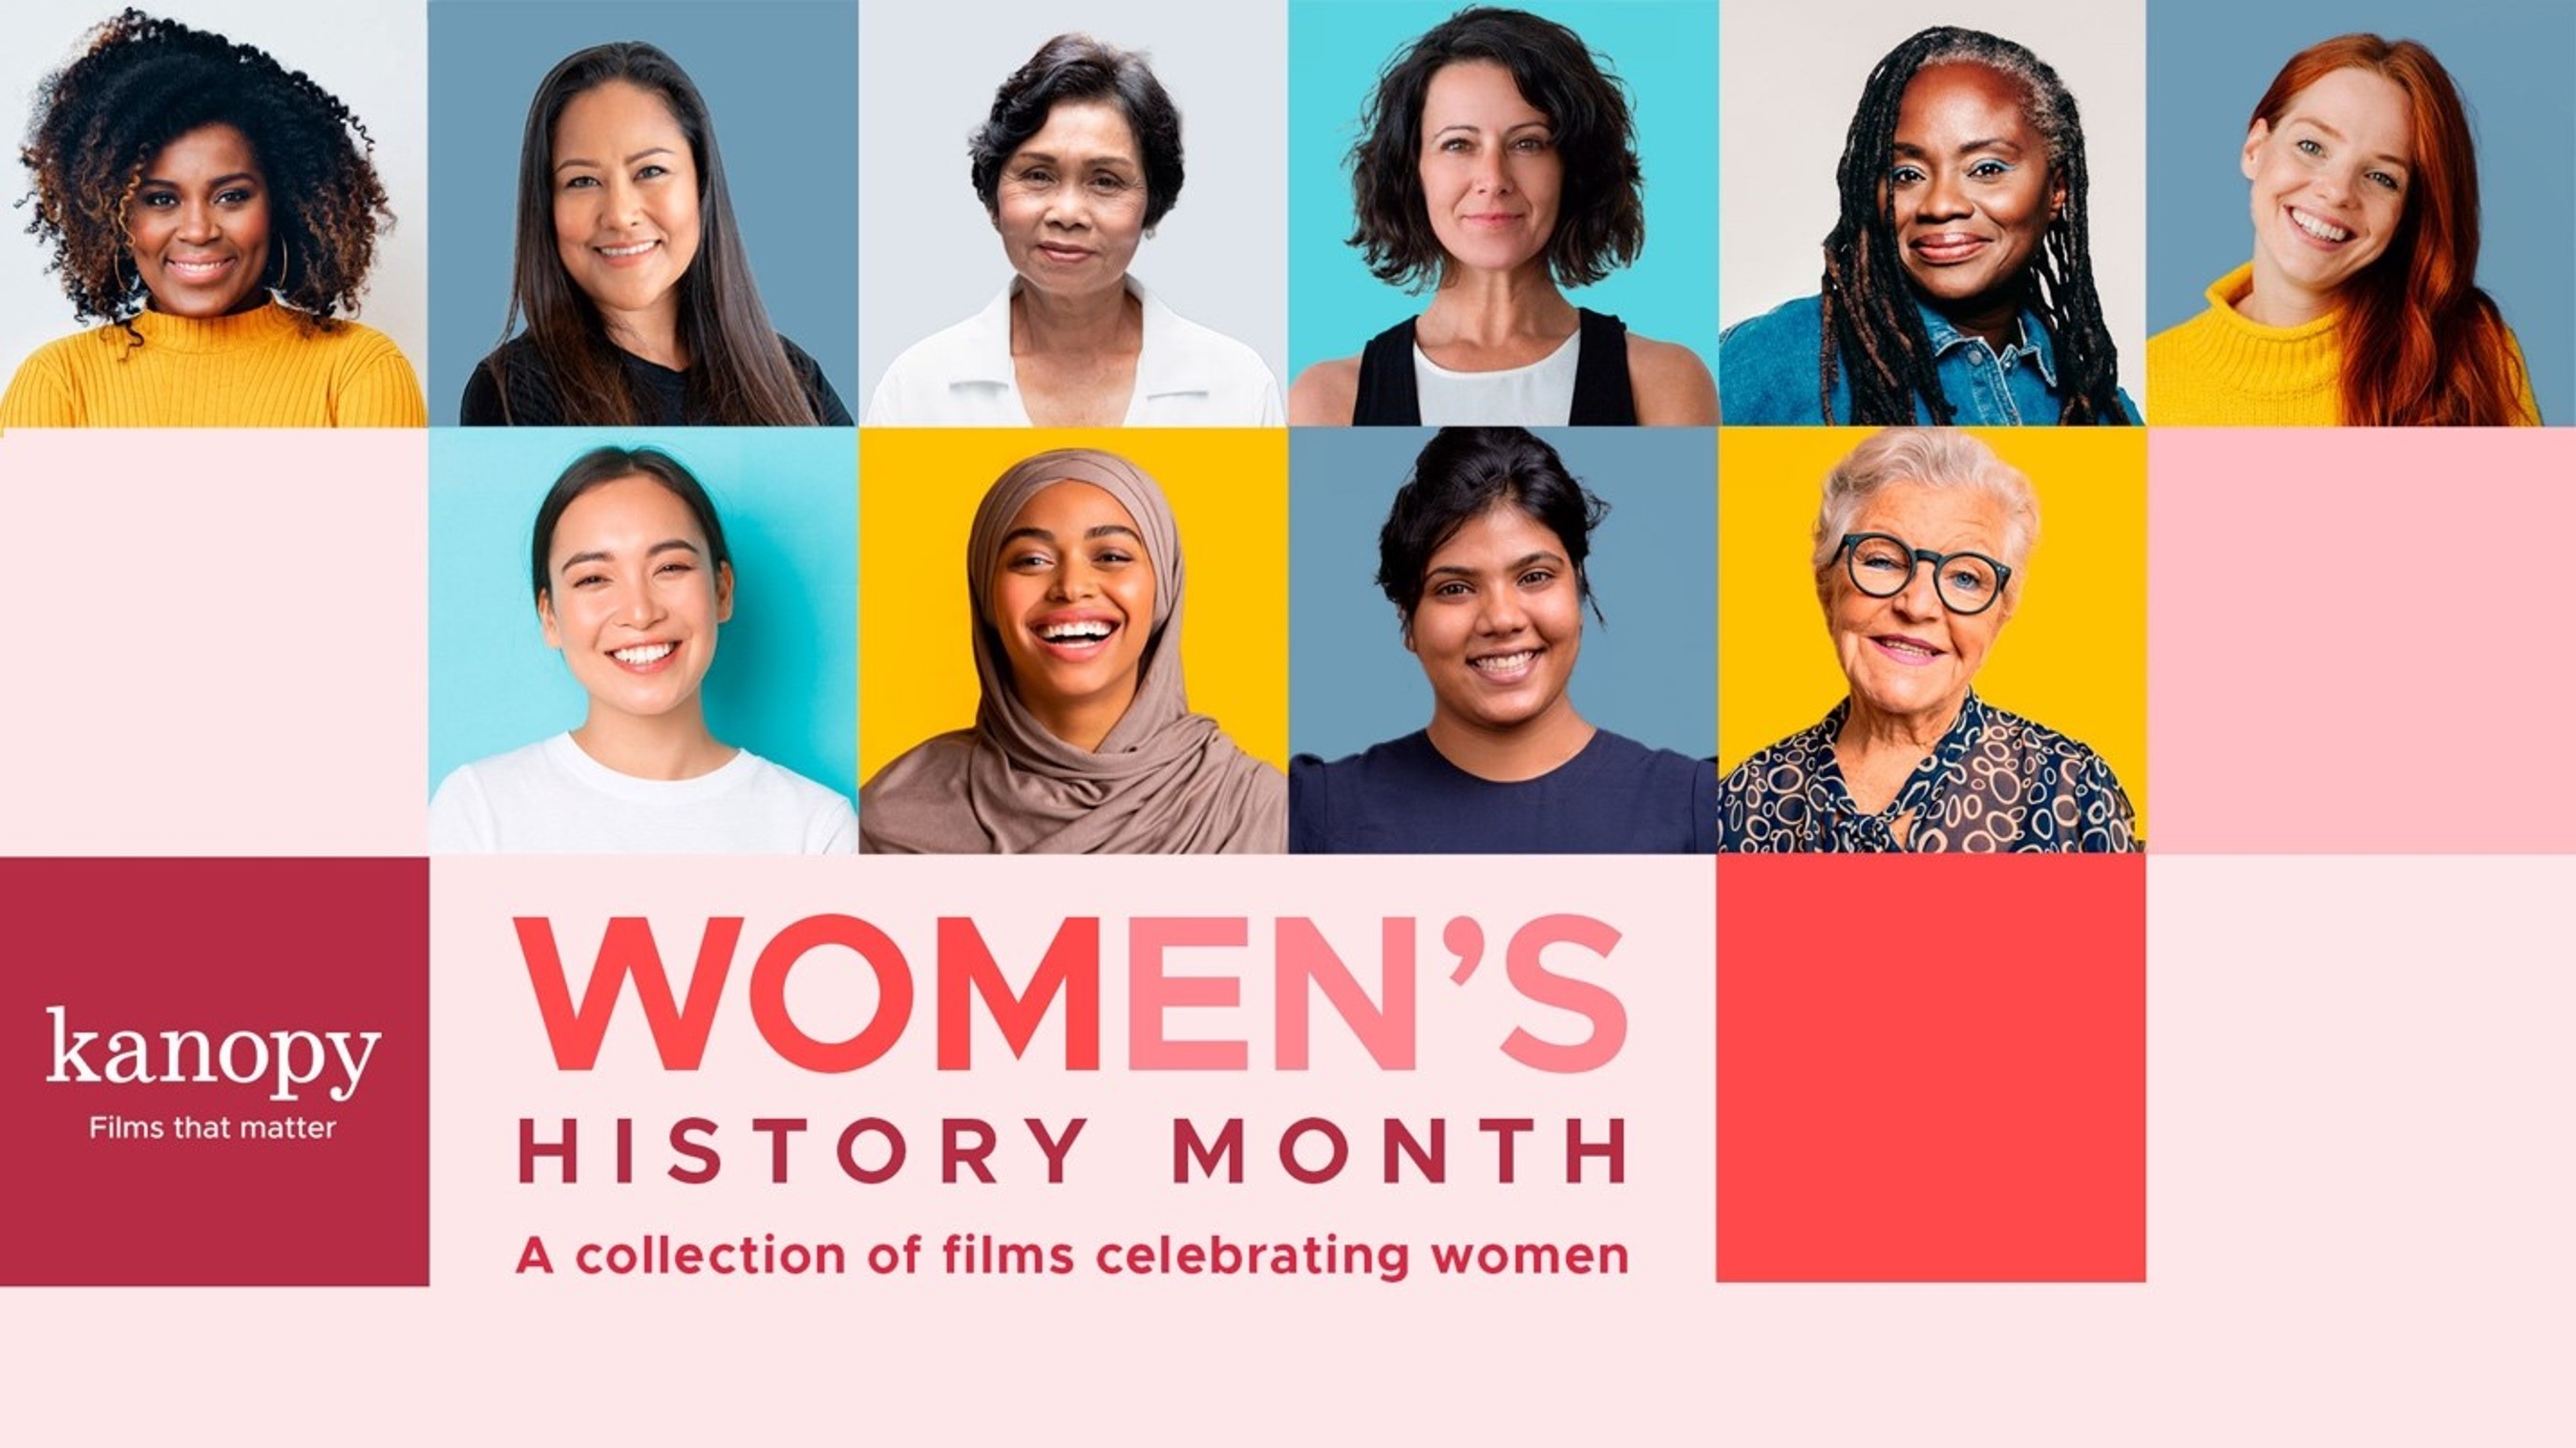 WOMEN’S
HISTORY MONTH
A collection of films celebrating women
kanopy
Films that matter